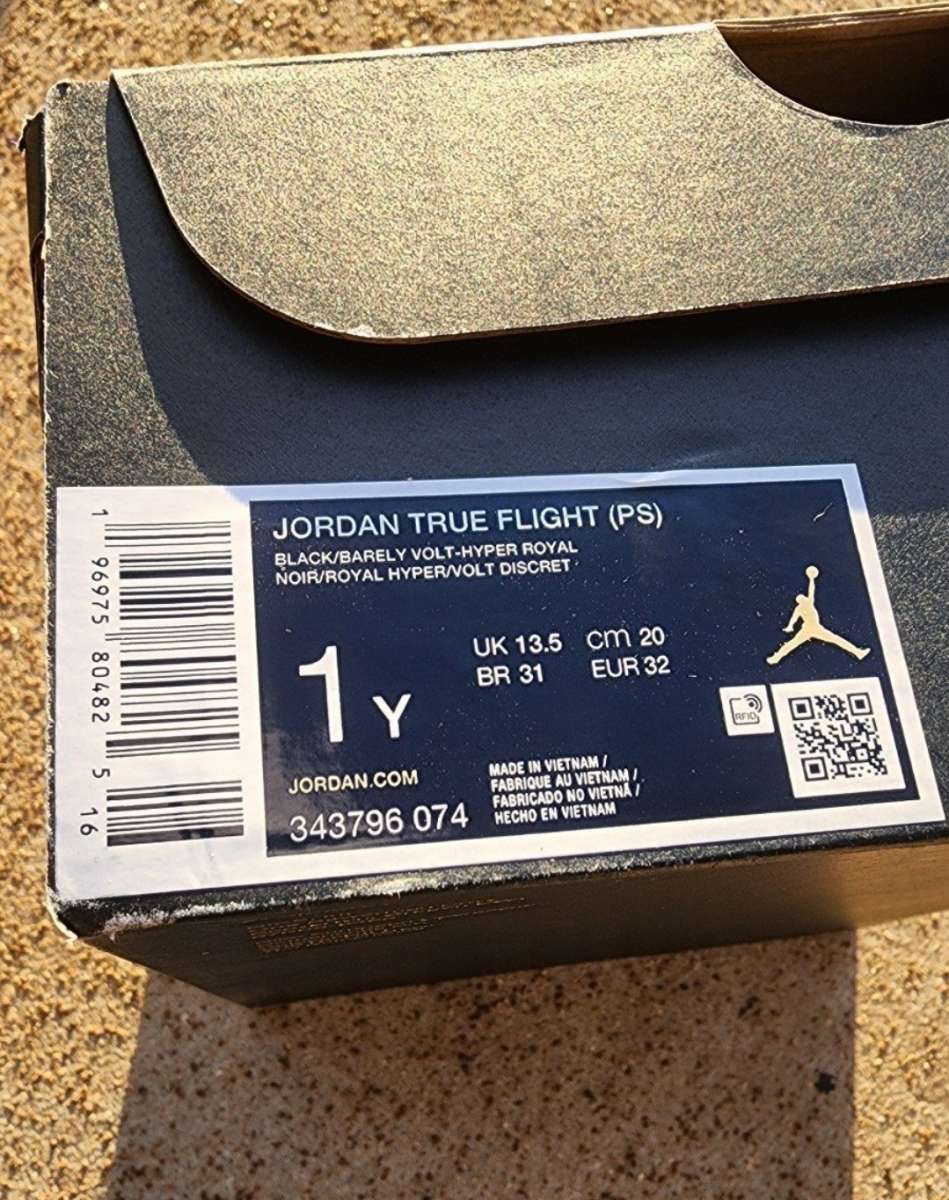 JORDAN TRUE FLIGHT (PS)
BLACK/BARELY VOLT-HYPER ROYAL
NOIR/ROYAL HYPER/VOLT DISCRET
1 Y
UK 13.5 cm 20
BR 31 EUR 32
RFID
JORDAN.COM
343796 074
MADE IN VIETNAM /
FABRIQUE AU VIETNAM /
FABRICADO NO VIETNÃ /
HECHO EN VIETNAM
1 96975 80482 5 16